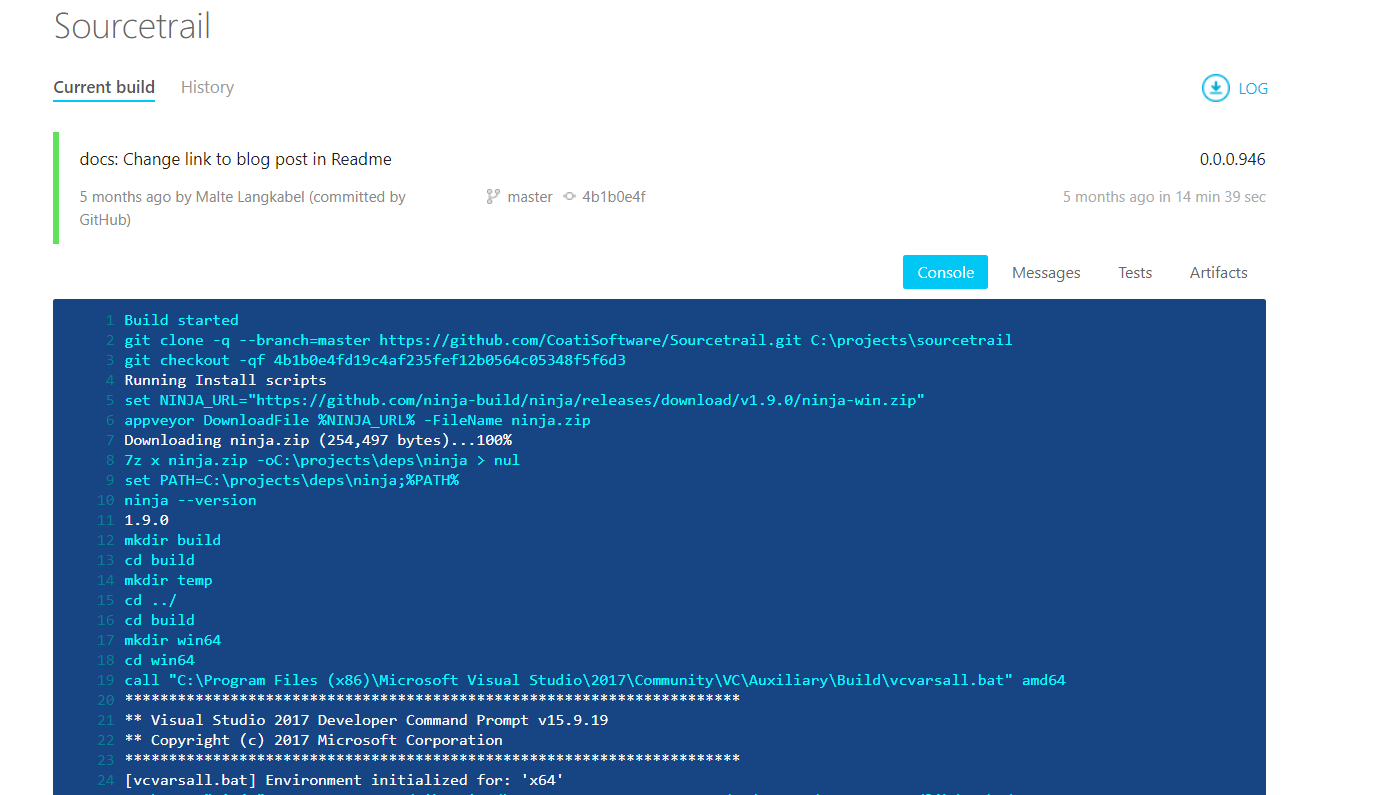 Sourcetrail
Current build
History
LOG
docs: Change link to blog post in Readme
0.0.0.946
5 months ago by Malte Langkabel (committed by
GitHub)
master
4b1b0e4f
5 months ago in 14 min 39 sec
Console
Messages
Tests
Artifacts
1 Build started
2 git clone -q --branch=master https://github.com/CoatiSoftware/Sourcetrail.git C:\projects\sourcetrail
3 git checkout -qf 4b1b0e4fd19c4af235fef12b0564c05348f5f6d3
4 Running Install scripts
5 set NINJA_URL="https://github.com/ninja-build/ninja/releases/download/v1.9.0/ninja-win.zip"
6 appveyor DownloadFile %NINJA_URL% -FileName ninja.zip
7 Downloading ninja.zip (254,497 bytes)...100%
8 7z x ninja.zip -oC:\projects\deps\ninja > nul
9 set PATH=C:\projects\deps\ninja;%PATH%
10 ninja --version
11 1.9.0
12 mkdir build
13 cd build
14 mkdir temp
15 cd ../
16 cd build
17 mkdir win64
18 cd win64
19 call "C:\Program Files (x86)\Microsoft Visual Studio\2017\Community\VC\Auxiliary\Build\vcvarsall.bat" amd64
20 **********************************************************************
21 ** Visual Studio 2017 Developer Command Prompt v15.9.19
22 ** Copyright (c) 2017 Microsoft Corporation
23 **********************************************************************
24 [vcvarsall.bat] Environment initialized for: 'x64'